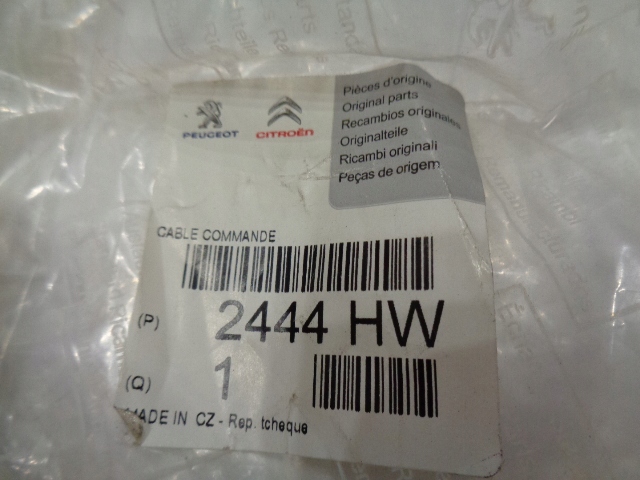 PEUGEOT
CITROËN
Pièces d'origine
Original parts
Recambios originales
Originalteile
Ricambi originali
Peças de origem
CABLE COMMANDE
(P) 2444 HW
(Q) 1
MADE IN CZ - Rep. tcheque